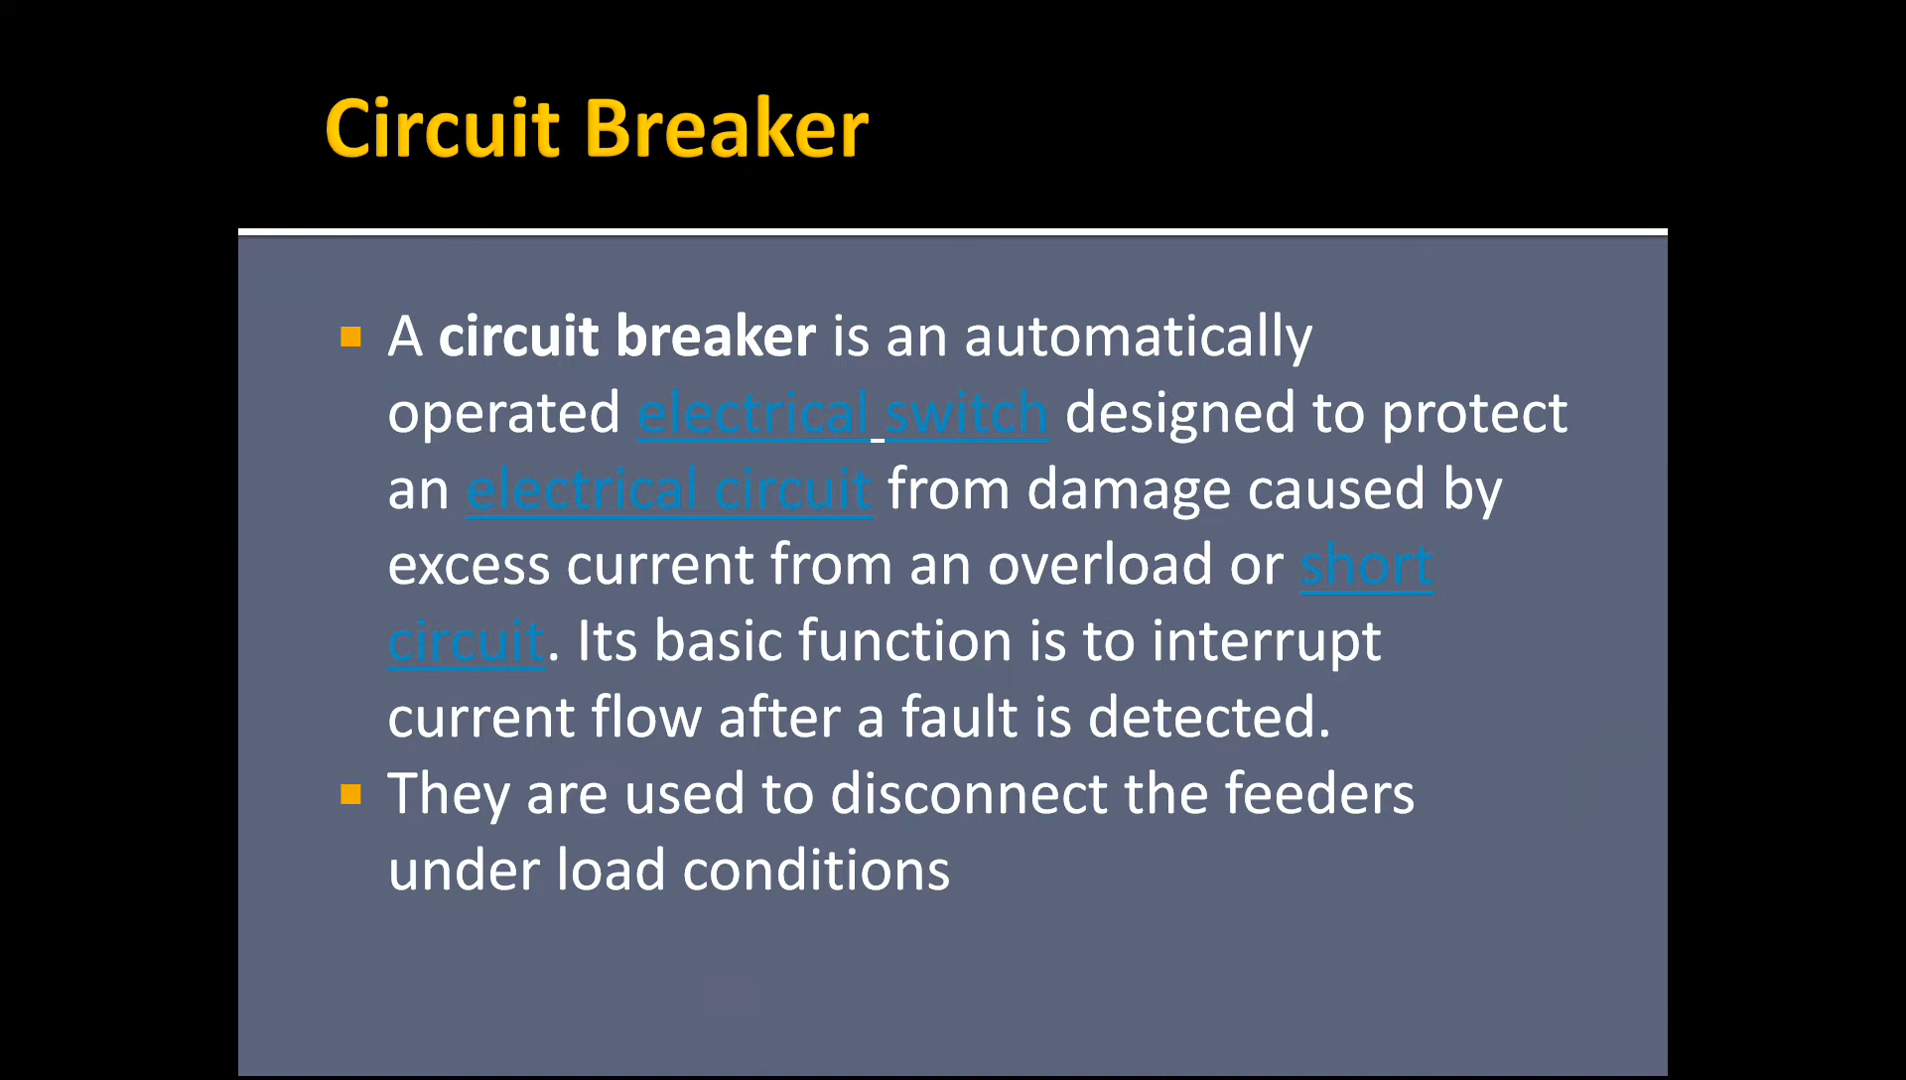 Circuit Breaker
A circuit breaker is an automatically
operated electrical switch designed to protect
an electrical circuit from damage caused by
excess current from an overload or short
circuit. Its basic function is to interrupt
current flow after a fault is detected.
They are used to disconnect the feeders
under load conditions